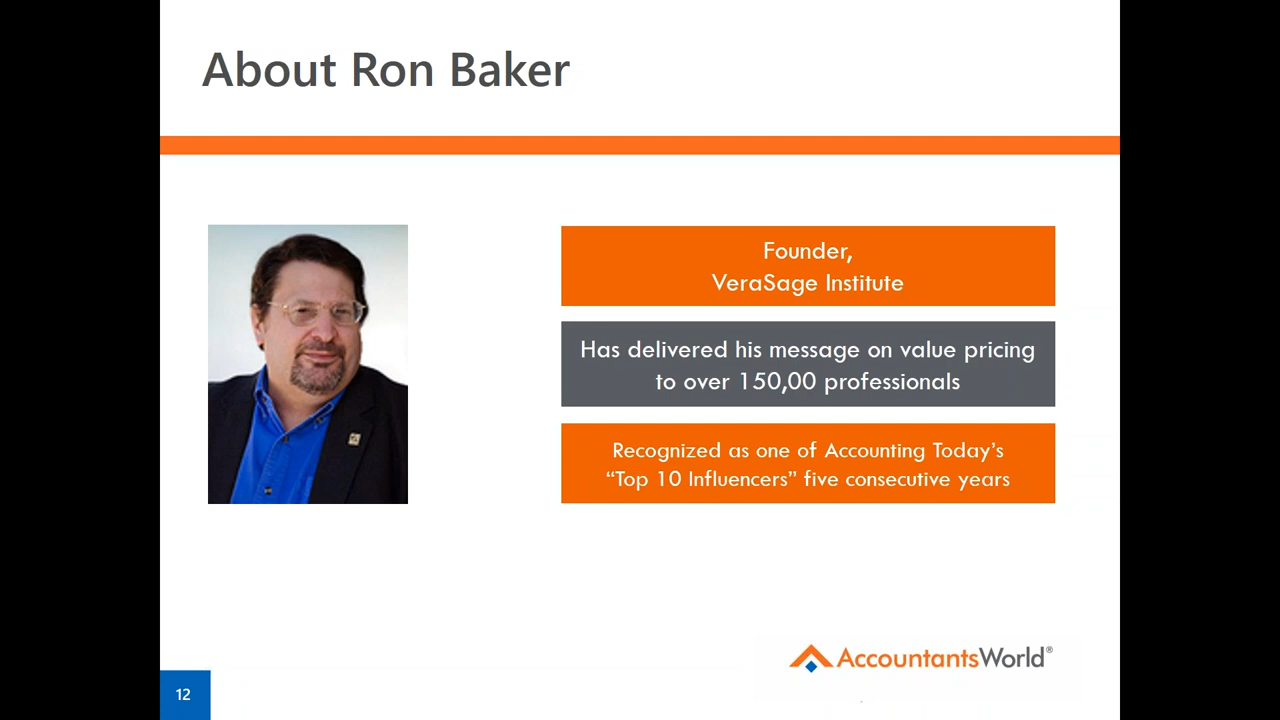 About Ron Baker
Founder,
VeraSage Institute
Has delivered his message on value pricing
to over 150,00 professionals
Recognized as one of Accounting Today’s
“Top 10 Influencers” five consecutive years
AccountantsWorld®
12